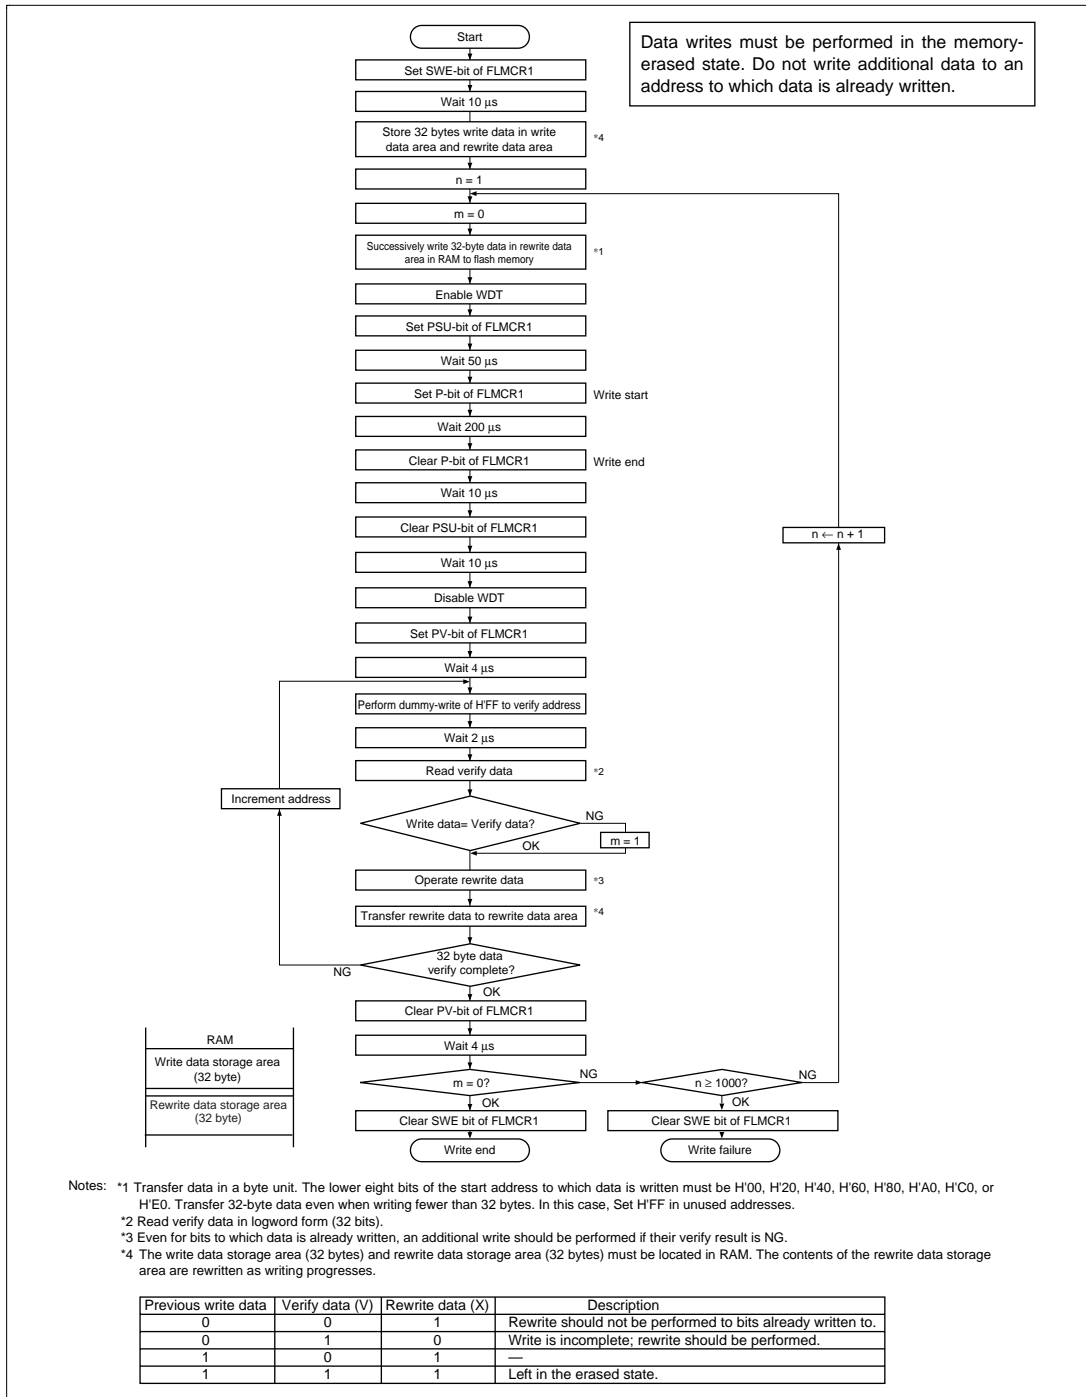 Start
Data writes must be performed in the memory-
erased state. Do not write additional data to an
address to which data is already written.
Set SWE-bit of FLMCR1
Wait 10 μs
Store 32 bytes write data in write
data area and rewrite data area
*4
n = 1
m = 0
Successively write 32-byte data in rewrite data
area in RAM to flash memory
*1
Enable WDT
Set PSU-bit of FLMCR1
Wait 50 μs
Set P-bit of FLMCR1
Write start
Wait 200 μs
Clear P-bit of FLMCR1
Write end
Wait 10 μs
Clear PSU-bit of FLMCR1
n ← n + 1
Wait 10 μs
Disable WDT
Set PV-bit of FLMCR1
Wait 4 μs
Perform dummy-write of H'FF to verify address
Wait 2 μs
Read verify data
*2
Increment address
Write data= Verify data?
NG
m = 1
OK
Operate rewrite data
*3
Transfer rewrite data to rewrite data area
*4
32 byte data
verify complete?
NG
OK
Clear PV-bit of FLMCR1
Wait 4 μs
RAM
Write data storage area
(32 byte)
Rewrite data storage area
(32 byte)
m = 0?
NG
n ≥ 1000?
NG
OK
OK
Clear SWE bit of FLMCR1
Clear SWE bit of FLMCR1
Write end
Write failure
Notes: *1 Transfer data in a byte unit. The lower eight bits of the start address to which data is written must be H'00, H'20, H'40, H'60, H'80, H'A0, H'C0, or
H'E0. Transfer 32-byte data even when writing fewer than 32 bytes. In this case, Set H'FF in unused addresses.
*2 Read verify data in logword form (32 bits).
*3 Even for bits to which data is already written, an additional write should be performed if their verify result is NG.
*4 The write data storage area (32 bytes) and rewrite data storage area (32 bytes) must be located in RAM. The contents of the rewrite data storage
area are rewritten as writing progresses.
Previous write data Verify data (V) Rewrite data (X) Description
0 0 1 Rewrite should not be performed to bits already written to.
0 1 0 Write is incomplete; rewrite should be performed.
1 0 1 —
1 1 1 Left in the erased state.